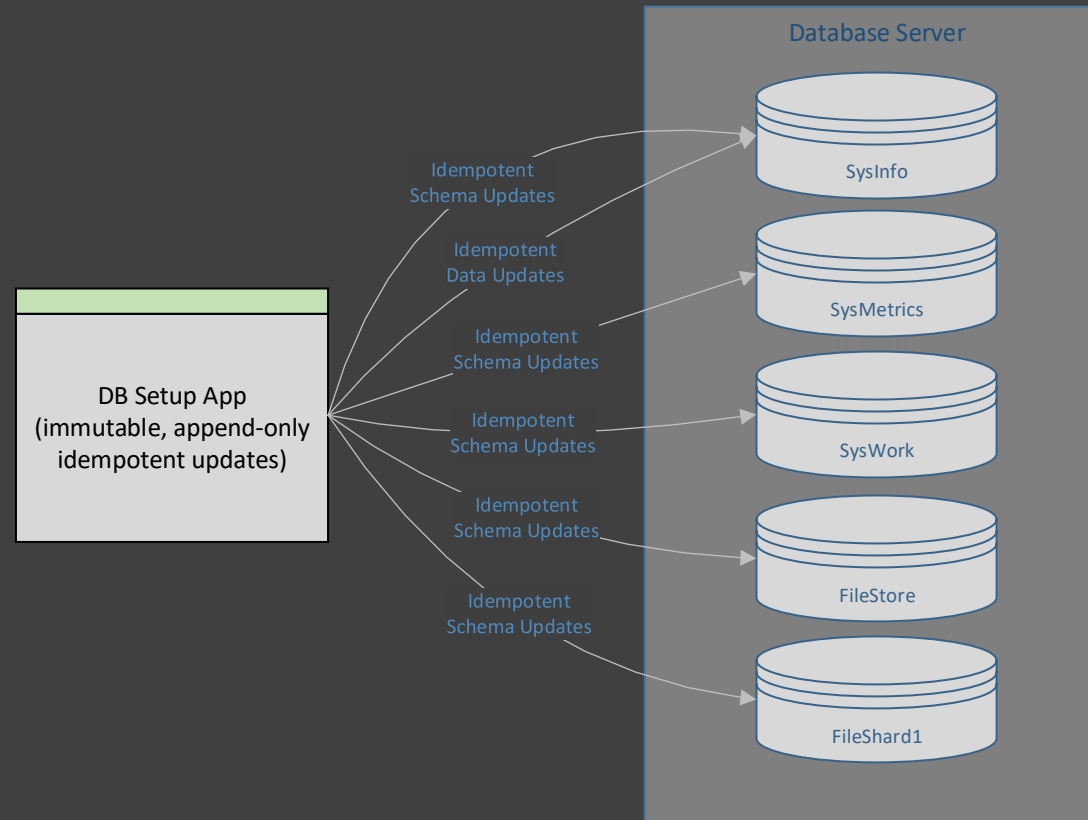 Database Server
Idempotent
Schema Updates
SysInfo
Idempotent
Data Updates
SysMetrics
Idempotent
Schema Updates
DB Setup App
(immutable, append-only
idempotent updates)
Idempotent
Schema Updates
SysWork
Idempotent
Schema Updates
FileStore
Idempotent
Schema Updates
FileShard1